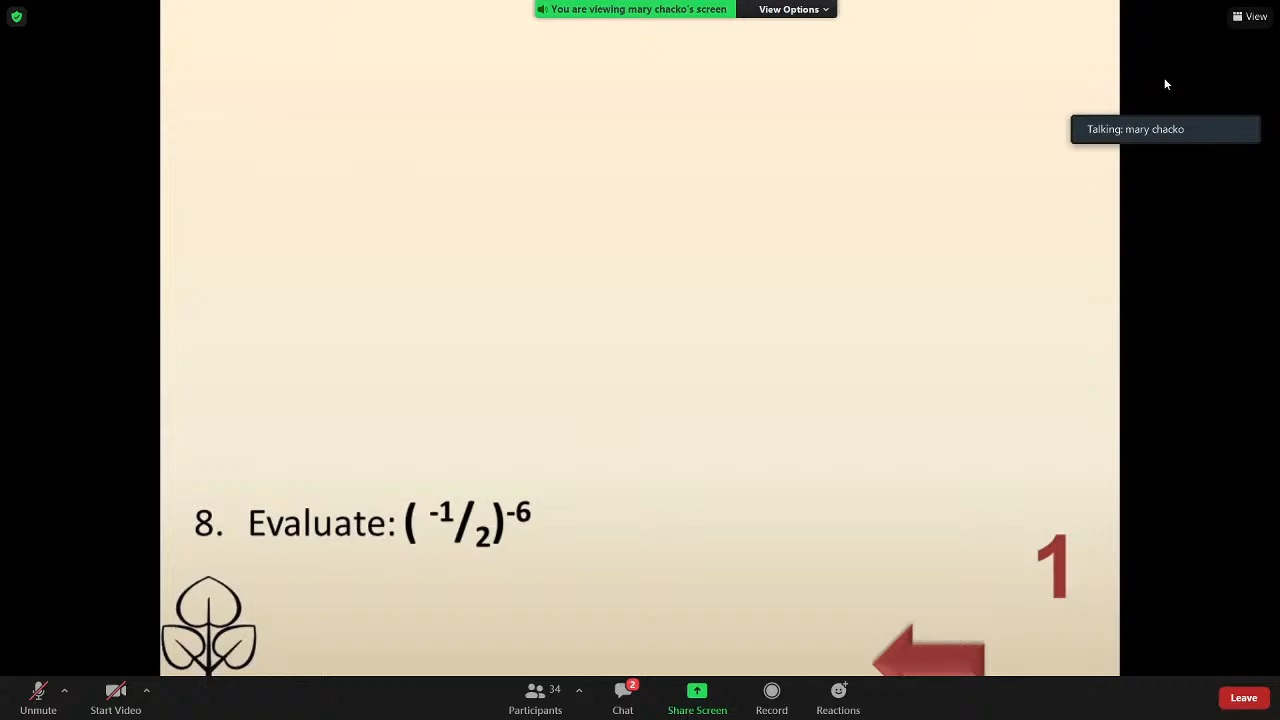 You are viewing mary chacko's screen
View Options
View
Talking: mary chacko
8. Evaluate: ( -1/2)-6
1
Unmute
Start Video
34
Participants
2
Chat
Share Screen
Record
Reactions
Leave